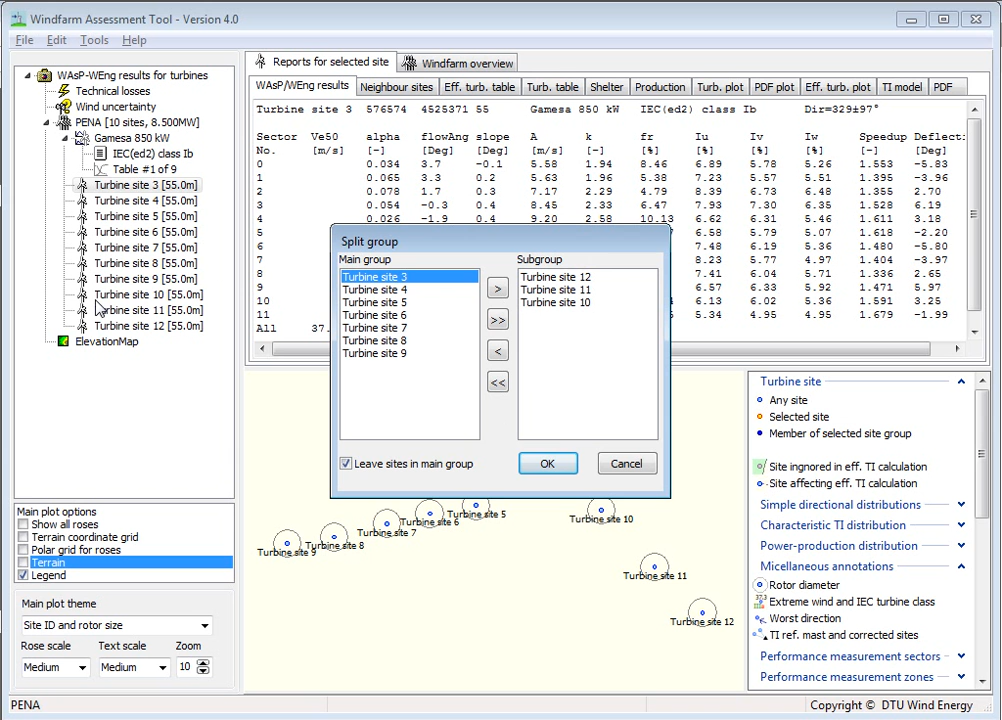 Windfarm Assessment Tool - Version 4.0
File Edit Tools Help
WAsP-WEng results for turbines
Technical losses
Wind uncertainty
PENA [10 sites, 8.500MW]
Gamesa 850 kW
IEC(ed2) class Ib
Table #1 of 9
Turbine site 3 [55.0m]
Turbine site 4 [55.0m]
Turbine site 5 [55.0m]
Turbine site 6 [55.0m]
Turbine site 7 [55.0m]
Turbine site 8 [55.0m]
Turbine site 9 [55.0m]
Turbine site 10 [55.0m]
Turbine site 11 [55.0m]
Turbine site 12 [55.0m]
ElevationMap
Main plot options
Show all roses
Terrain coordinate grid
Polar grid for roses
Terrain
Legend
Main plot theme
Site ID and rotor size
Rose scale Text scale Zoom
Medium Medium 10
Reports for selected site Windfarm overview
WAsP/WEng results Neighbour sites Eff. turb. table Turb. table Shelter Production Turb. plot PDF plot Eff. turb. plot TI model PDF
Turbine site 3 576574 4525371 55 Gamesa 850 kW IEC(ed2) class Ib Dir=329±97°
Sector Ve50 alpha flowAng slope A k fr Iu Iv Iw Speedup Deflect:
No. [m/s] [-] [Deg] [Deg] [m/s] [-] [%] [%] [%] [%] [-] [Deg]
0 0.034 3.7 -0.1 5.58 1.94 8.46 6.89 5.78 5.26 1.553 -5.83
1 0.065 3.3 0.2 5.63 1.96 5.38 7.23 5.57 5.51 1.395 -3.96
2 0.078 1.7 0.3 7.17 2.29 4.79 8.39 6.73 6.48 1.355 2.70
3 0.054 -0.3 0.4 8.45 2.33 6.47 7.93 7.30 6.35 1.528 6.19
4 0.026 -1.9 0.4 9.20 2.58 10.13 6.62 6.31 5.46 1.611 3.18
5 6.58 5.79 5.07 1.618 -2.20
6 7.48 6.19 5.36 1.480 -5.80
7 8.23 5.77 4.97 1.404 -3.97
8 7.41 6.04 5.71 1.336 2.65
9 6.57 6.33 5.92 1.471 5.97
10 6.13 6.02 5.36 1.591 3.25
11 5.34 4.95 4.95 1.679 -1.99
All 37.
Split group
Main group Subgroup
Turbine site 3
Turbine site 4
Turbine site 5
Turbine site 6
Turbine site 7
Turbine site 8
Turbine site 9
>
>>
<
<<
Turbine site 12
Turbine site 11
Turbine site 10
Leave sites in main group OK Cancel
Turbine site 9
Turbine site 8
Turbine site 7
Turbine site 6
Turbine site 5
Turbine site 10
Turbine site 11
Turbine site 12
Turbine site
Any site
Selected site
Member of selected site group
Site ingnored in eff. TI calculation
Site affecting eff. TI calculation
Simple directional distributions
Characteristic TI distribution
Power-production distribution
Micellaneous annotations
Rotor diameter
Extreme wind and IEC turbine class
Worst direction
TI ref. mast and corrected sites
Performance measurement sectors
Performance measurement zones
PENA
Copyright © DTU Wind Energy